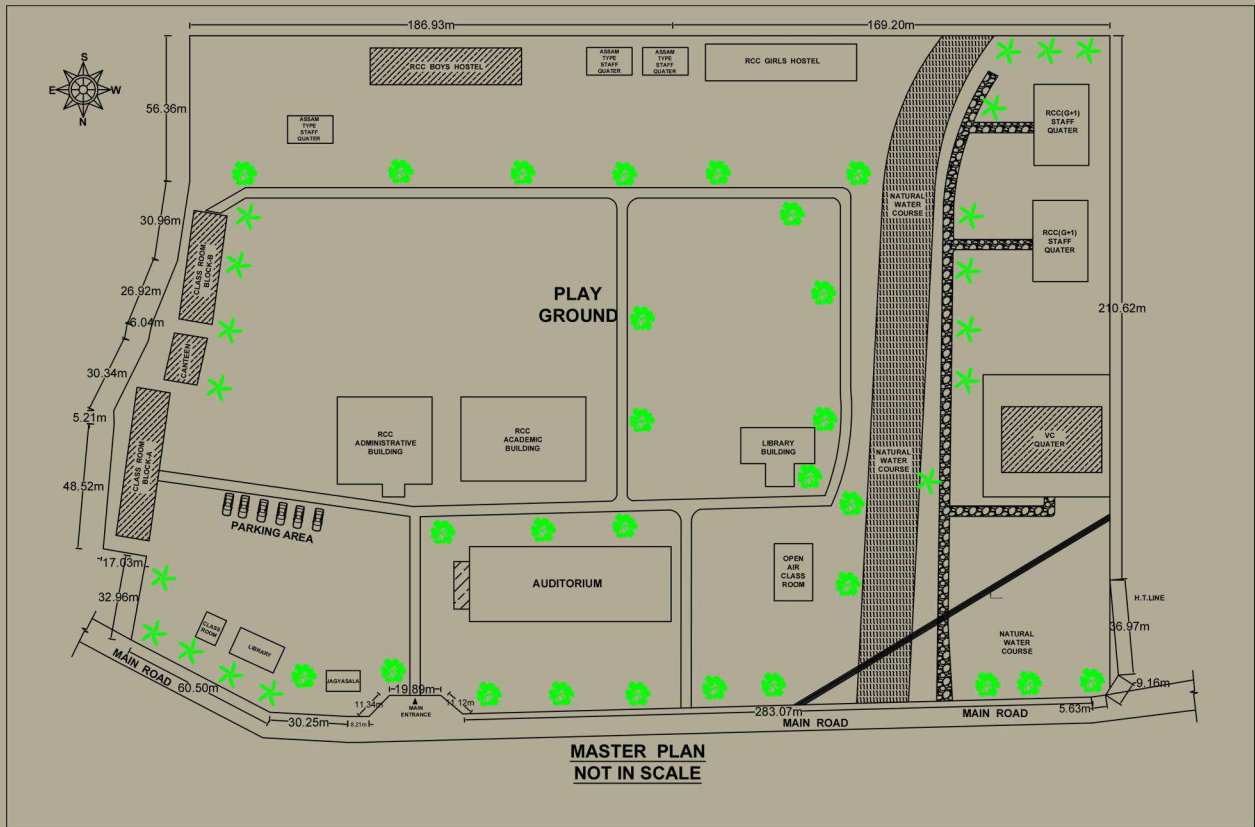 186.93m
169.20m
S
E W
N
56.36m
RCC BOYS HOSTEL
ASSAM
TYPE
STAFF
QUATER
ASSAM
TYPE
STAFF
QUATER
RCC GIRLS HOSTEL
ASSAM
TYPE
STAFF
QUATER
RCC(G+1)
STAFF
QUATER
NATURAL
WATER
COURSE
RCC(G+1)
STAFF
QUATER
30.96m
CLASS ROOM
BLOCK-B
26.92m
6.04m
PLAY
GROUND
210.62m
CANTEEN
30.34m
5.21m
CLASS ROOM
BLOCK-A
RCC
ADMINISTRATIVE
BUILDING
RCC
ACADEMIC
BUILDING
LIBRARY
BUILDING
NATURAL
WATER
COURSE
VC
QUATER
48.52m
PARKING AREA
17.03m
32.96m
AUDITORIUM
OPEN
AIR
CLASS
ROOM
H.T.LINE
36.97m
NATURAL
WATER
COURSE
CLASS
ROOM
LIBRARY
JAGYASALA
MAIN ROAD
60.50m
30.25m
8.21m
11.34m
19.89m
MAIN
ENTRANCE
11.12m
283.07m
MAIN ROAD
MAIN ROAD
5.63m
9.16m
MASTER PLAN
NOT IN SCALE